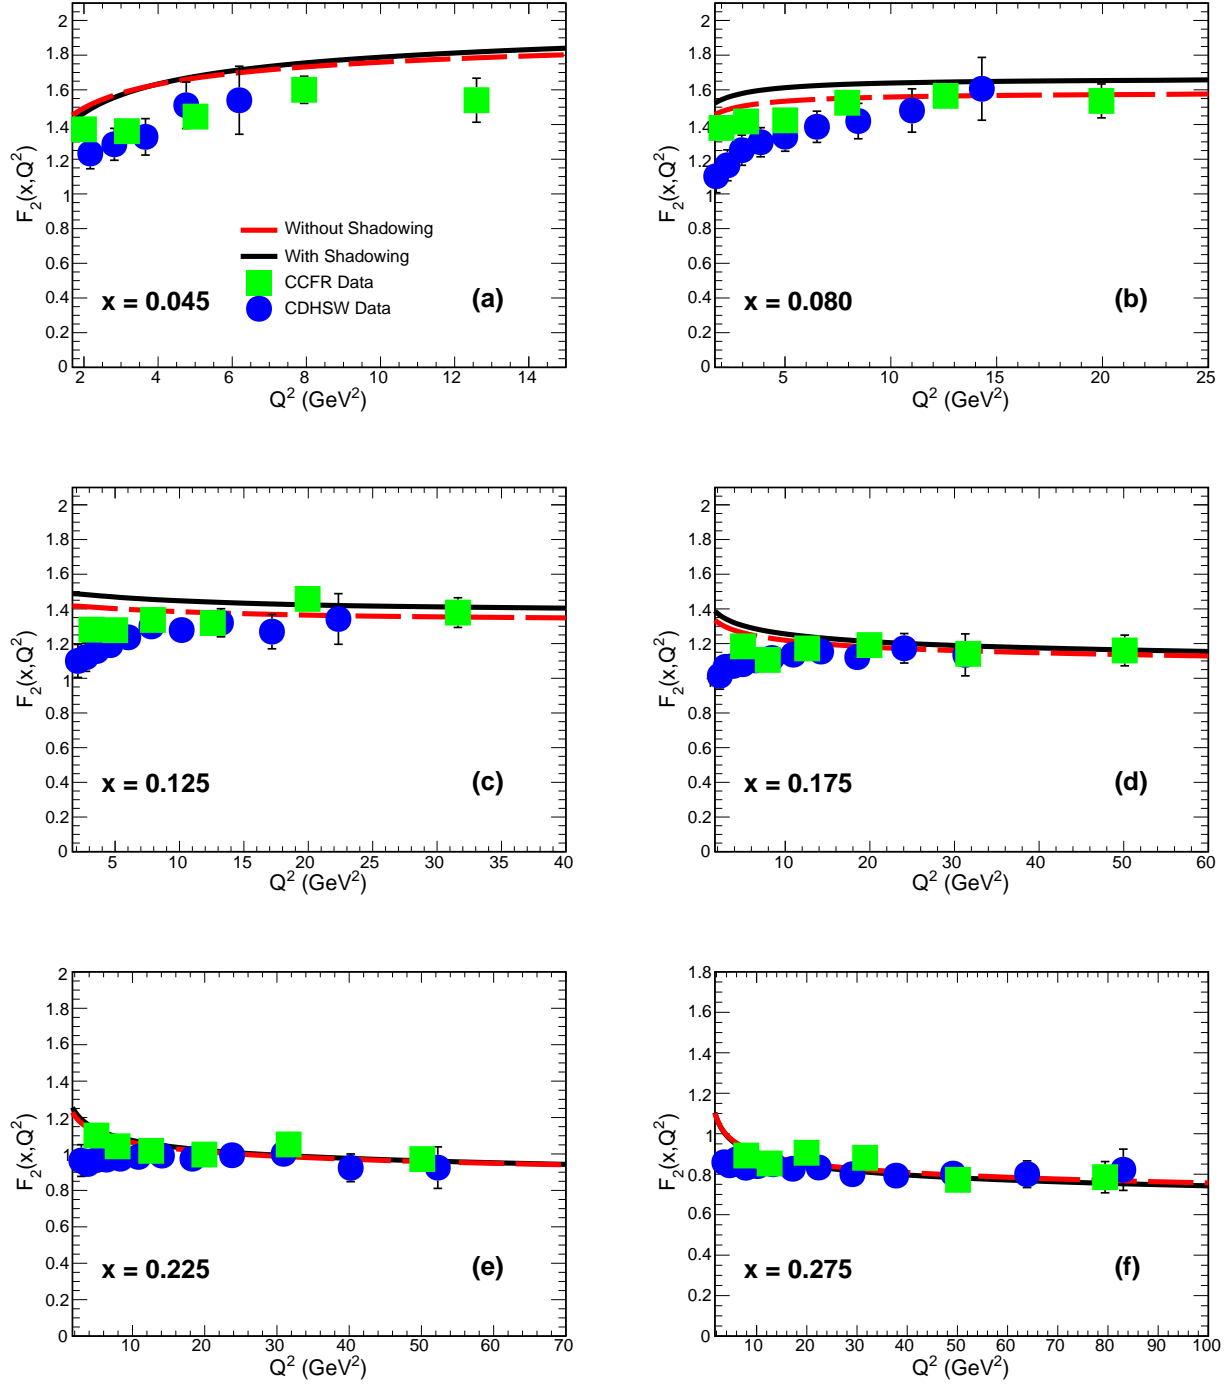 2
1.8
1.6
1.4
1.2
1
0.8
0.6
0.4
0.2
0
F2(x,Q²)
Without Shadowing
With Shadowing
CCFR Data
CDHSW Data
x = 0.045
(a)
2 4 6 8 10 12 14
Q² (GeV²)
2
1.8
1.6
1.4
1.2
1
0.8
0.6
0.4
0.2
0
F2(x,Q²)
x = 0.080
(b)
5 10 15 20 25
Q² (GeV²)
2
1.8
1.6
1.4
1.2
1
0.8
0.6
0.4
0.2
0
F2(x,Q²)
x = 0.125
(c)
5 10 15 20 25 30 35 40
Q² (GeV²)
2
1.8
1.6
1.4
1.2
1
0.8
0.6
0.4
0.2
0
F2(x,Q²)
x = 0.175
(d)
10 20 30 40 50 60
Q² (GeV²)
2
1.8
1.6
1.4
1.2
1
0.8
0.6
0.4
0.2
0
F2(x,Q²)
x = 0.225
(e)
10 20 30 40 50 60 70
Q² (GeV²)
1.8
1.6
1.4
1.2
1
0.8
0.6
0.4
0.2
0
F2(x,Q²)
x = 0.275
(f)
10 20 30 40 50 60 70 80 90 100
Q² (GeV²)